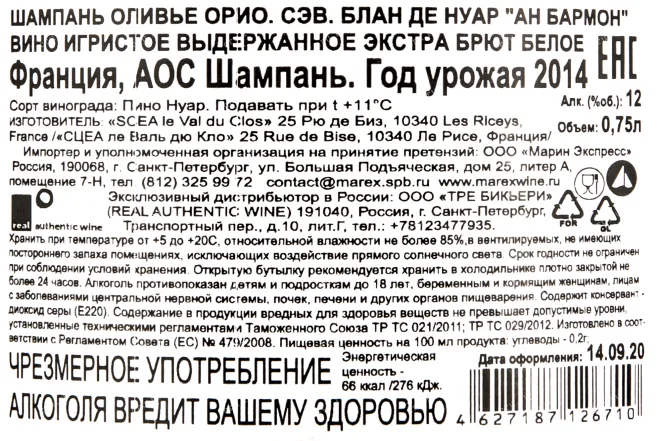 ШАМПАНЬ ОЛИВЬЕ ОРИО. СЭВ. БЛАН ДЕ НУАР "АН БАРМОН"
ВИНО ИГРИСТОЕ ВЫДЕРЖАННОЕ ЭКСТРА БРЮТ БЕЛОЕ
Франция, АОС Шампань. Год урожая 2014
EAC
Сорт винограда: Пино Нуар. Подавать при t +11°C
Алк. (%об.): 12
ИЗГОТОВИТЕЛЬ: «SCEA le Val du Clos» 25 Рю де Биз, 10340 Les Riceys,
France /«СЦЕА ле Валь дю Кло» 25 Rue de Bise, 10340 Ле Рисе, Франция/
Объем: 0,75л
Импортер и уполномоченная организация на принятие претензий: ООО «Марин Экспресс»
Россия, 190068, г. Санкт-Петербург, ул. Большая Подъяческая, дом 25, литер А,
помещение 7-Н, тел. (812) 325 99 72 contact@marex.spb.ru www.marexwine.ru
Эксклюзивный дистрибьютор в России: ООО «ТРЕ БИКЬЕРИ»
(REAL AUTHENTIC WINE) 191040, Россия, г. Санкт-Петербург,
Транспортный пер., д.10, лит.Г, тел.: +78123477935.
real authentic wine
FOR
GL
Хранить при температуре от +5 до +20С, относительной влажности не более 85%,в вентилируемых, не имеющих
постороннего запаха помещениях, исключающих воздействие прямого солнечного света. Срок годности не ограничен
при соблюдении условий хранения. Открытую бутылку рекомендуется хранить в холодильнике плотно закрытой не
более 24 часов. Алкоголь противопоказан детям и подросткам до 18 лет, беременным и кормящим женщинам, лицам
с заболеваниями центральной нервной системы, почек, печени и других органов пищеварения. Содержит консервант-
диоксид серы (Е220). Содержание в продукции вредных для здоровья веществ не превышает допустимые уровни,
установленные техническими регламентами Таможенного Союза ТР ТС 021/2011; ТР ТС 029/2012. Изготовлено в соот-
ветствии с Регламентом Совета (ЕС) № 479/2008. Пищевая ценность на 100 мл продукта: углеводы - 0,2г.
ЧРЕЗМЕРНОЕ УПОТРЕБЛЕНИЕ
АЛКОГОЛЯ ВРЕДИТ ВАШЕМУ ЗДОРОВЬЮ
Энергетическая
ценность -
66 ккал /276 кДж.
Дата оформления: 14.09.20
4 627187 126710